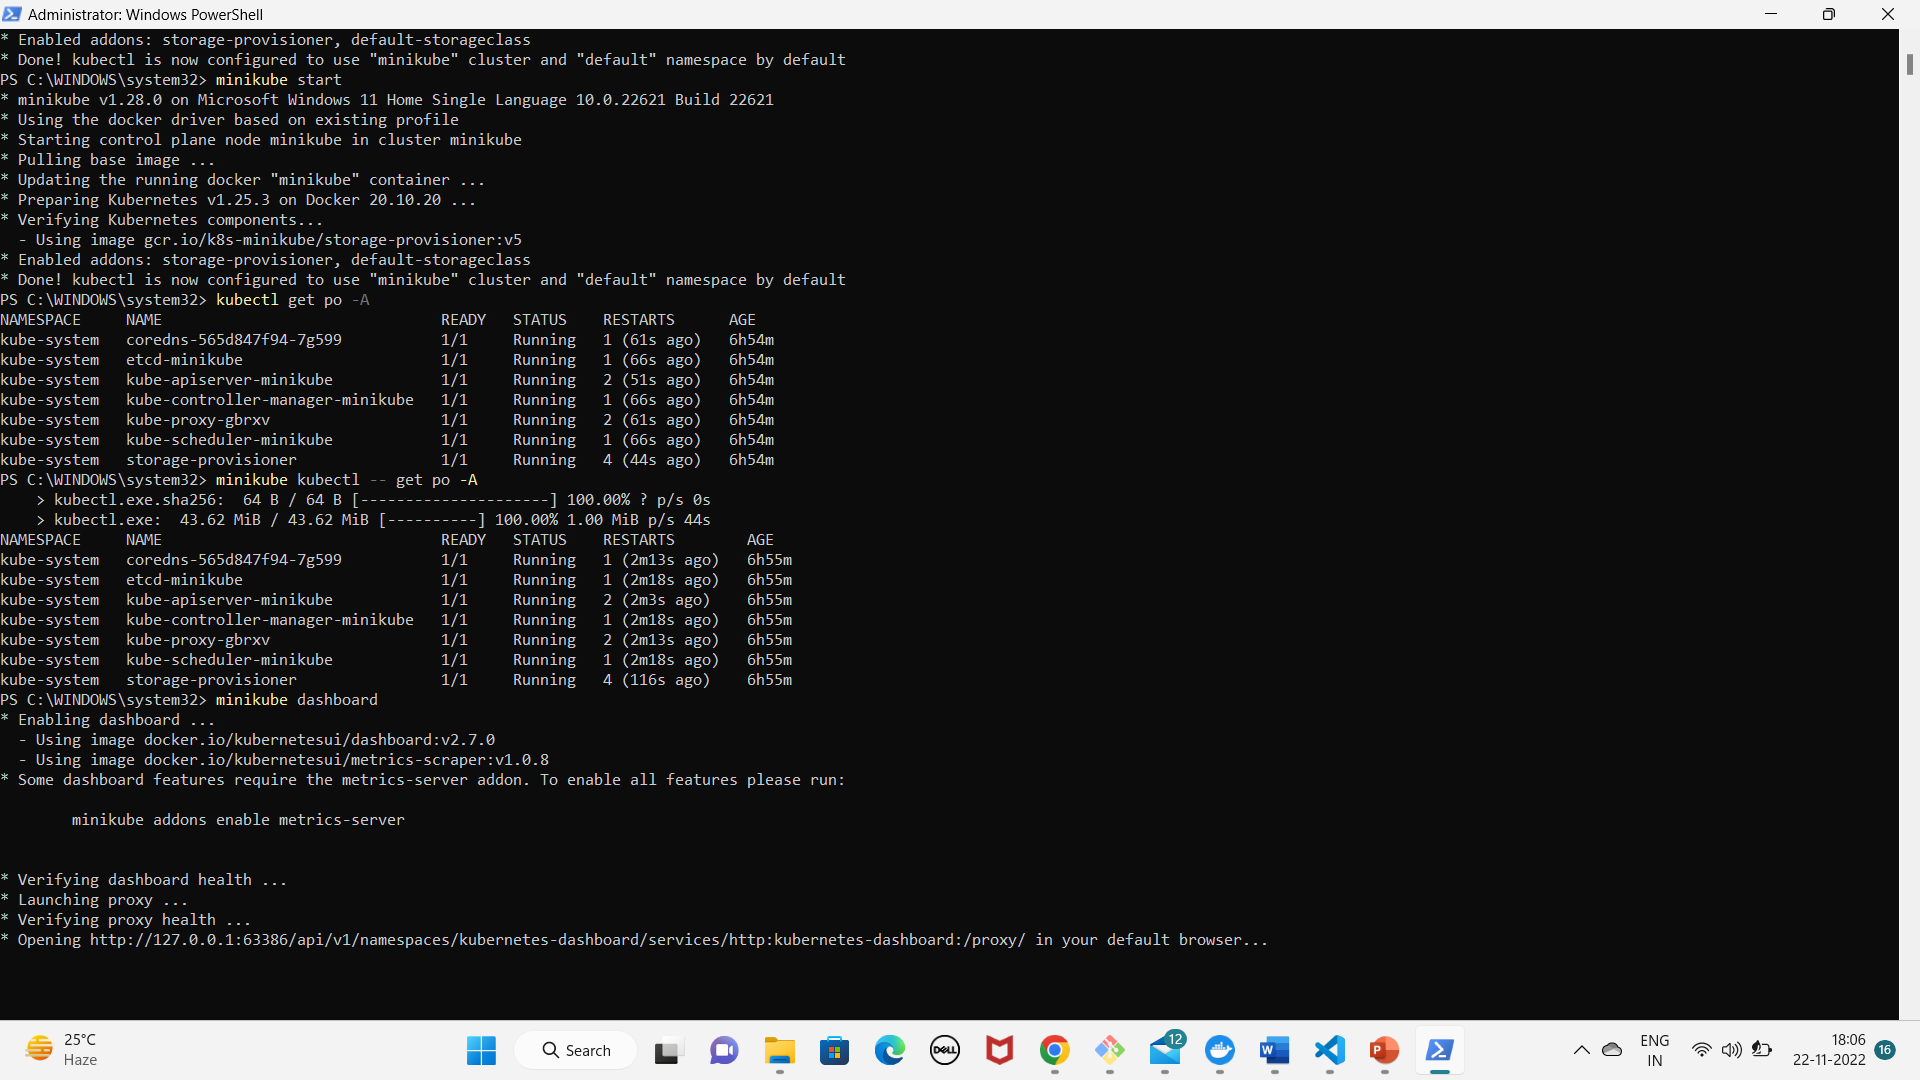 Administrator: Windows PowerShell
* Enabled addons: storage-provisioner, default-storageclass
* Done! kubectl is now configured to use "minikube" cluster and "default" namespace by default
PS C:\WINDOWS\system32> minikube start
* minikube v1.28.0 on Microsoft Windows 11 Home Single Language 10.0.22621 Build 22621
* Using the docker driver based on existing profile
* Starting control plane node minikube in cluster minikube
* Pulling base image ...
* Updating the running docker "minikube" container ...
* Preparing Kubernetes v1.25.3 on Docker 20.10.20 ...
* Verifying Kubernetes components...
  - Using image gcr.io/k8s-minikube/storage-provisioner:v5
* Enabled addons: storage-provisioner, default-storageclass
* Done! kubectl is now configured to use "minikube" cluster and "default" namespace by default
PS C:\WINDOWS\system32> kubectl get po -A
NAMESPACE     NAME                               READY   STATUS    RESTARTS      AGE
kube-system   coredns-565d847f94-7g599           1/1     Running   1 (61s ago)   6h54m
kube-system   etcd-minikube                      1/1     Running   1 (66s ago)   6h54m
kube-system   kube-apiserver-minikube            1/1     Running   2 (51s ago)   6h54m
kube-system   kube-controller-manager-minikube   1/1     Running   1 (66s ago)   6h54m
kube-system   kube-proxy-gbrxv                   1/1     Running   2 (61s ago)   6h54m
kube-system   kube-scheduler-minikube            1/1     Running   1 (66s ago)   6h54m
kube-system   storage-provisioner                1/1     Running   4 (44s ago)   6h54m
PS C:\WINDOWS\system32> minikube kubectl -- get po -A
    > kubectl.exe.sha256:  64 B / 64 B [---------------------] 100.00% ? p/s 0s
    > kubectl.exe:  43.62 MiB / 43.62 MiB [----------] 100.00% 1.00 MiB p/s 44s
NAMESPACE     NAME                               READY   STATUS    RESTARTS        AGE
kube-system   coredns-565d847f94-7g599           1/1     Running   1 (2m13s ago)   6h55m
kube-system   etcd-minikube                      1/1     Running   1 (2m18s ago)   6h55m
kube-system   kube-apiserver-minikube            1/1     Running   2 (2m3s ago)    6h55m
kube-system   kube-controller-manager-minikube   1/1     Running   1 (2m18s ago)   6h55m
kube-system   kube-proxy-gbrxv                   1/1     Running   2 (2m13s ago)   6h55m
kube-system   kube-scheduler-minikube            1/1     Running   1 (2m18s ago)   6h55m
kube-system   storage-provisioner                1/1     Running   4 (116s ago)    6h55m
PS C:\WINDOWS\system32> minikube dashboard
* Enabling dashboard ...
  - Using image docker.io/kubernetesui/dashboard:v2.7.0
  - Using image docker.io/kubernetesui/metrics-scraper:v1.0.8
* Some dashboard features require the metrics-server addon. To enable all features please run:
        minikube addons enable metrics-server
* Verifying dashboard health ...
* Launching proxy ...
* Verifying proxy health ...
* Opening http://127.0.0.1:63386/api/v1/namespaces/kubernetes-dashboard/services/http:kubernetes-dashboard:/proxy/ in your default browser...
25°C
Haze
Search
DELL
12
W
P
ENG
IN
18:06
22-11-2022
16